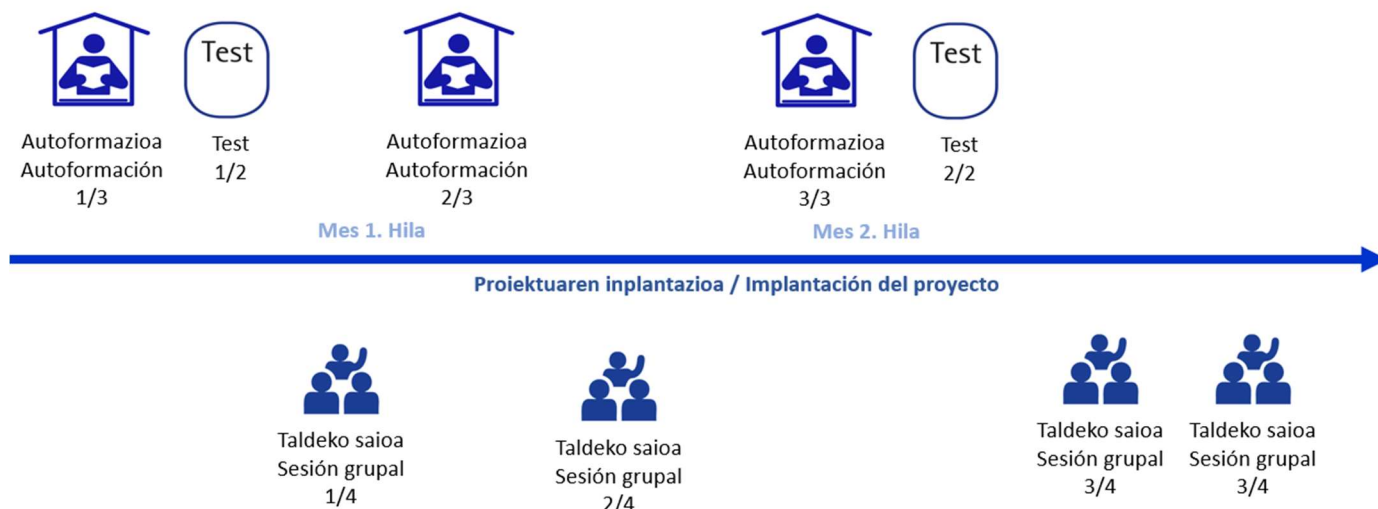 Test
Test
Autoformazioa
Autoformación
1/3
Test
1/2
Autoformazioa
Autoformación
2/3
Autoformazioa
Autoformación
3/3
Test
2/2
Mes 1. Hila
Mes 2. Hila
Proiektuaren inplantazioa / Implantación del proyecto
Taldeko saioa
Sesión grupal
1/4
Taldeko saioa
Sesión grupal
2/4
Taldeko saioa
Sesión grupal
3/4
Taldeko saioa
Sesión grupal
3/4